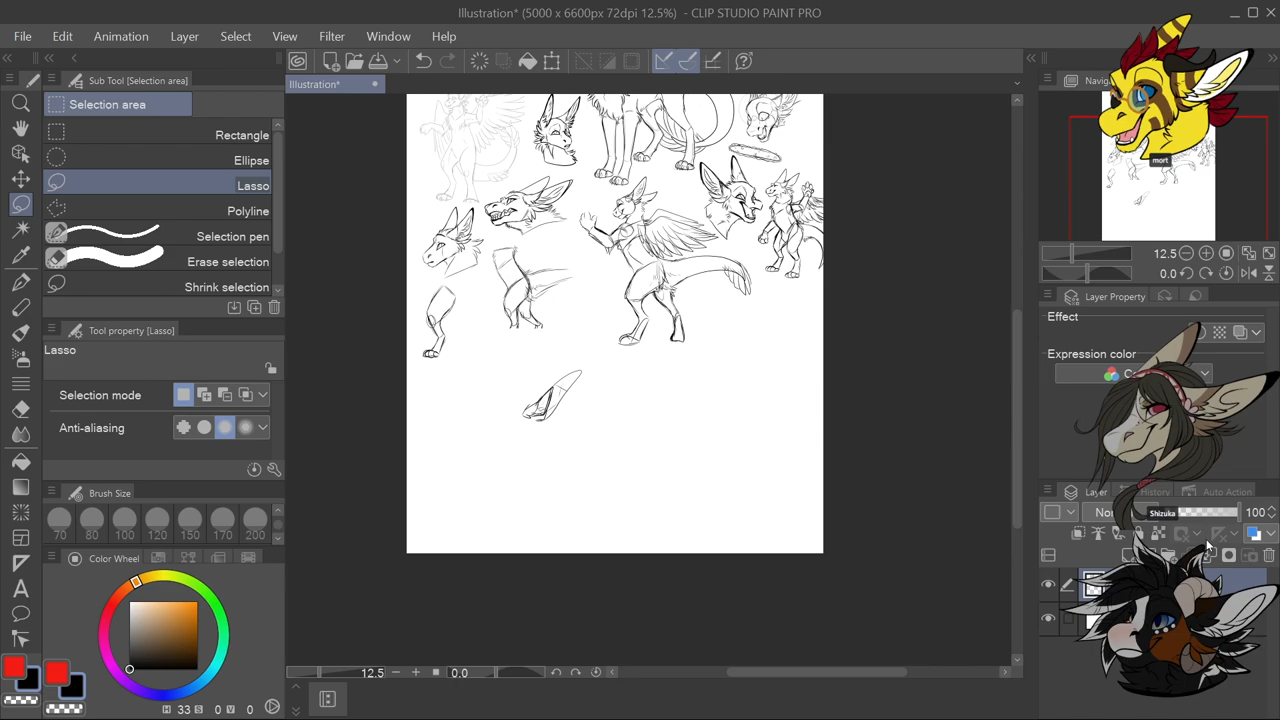 Illustration* (5000 x 6600px 72dpi 12.5%) - CLIP STUDIO PAINT PRO
File Edit Animation Layer Select View Filter Window Help
Sub Tool [Selection area]
Illustration*
Selection area
Rectangle
Ellipse
Lasso
Polyline
Selection pen
Erase selection
Shrink selection
Tool property [Lasso]
Lasso
Selection mode
Anti-aliasing
Brush Size
70 80 100 120 150 170 200
Color Wheel
H 33 S 0 V 0
12.5 0.0
mort
12.5
0.0
Layer Property
Effect
Expression color
Layer History Auto Action
Shizuka
100